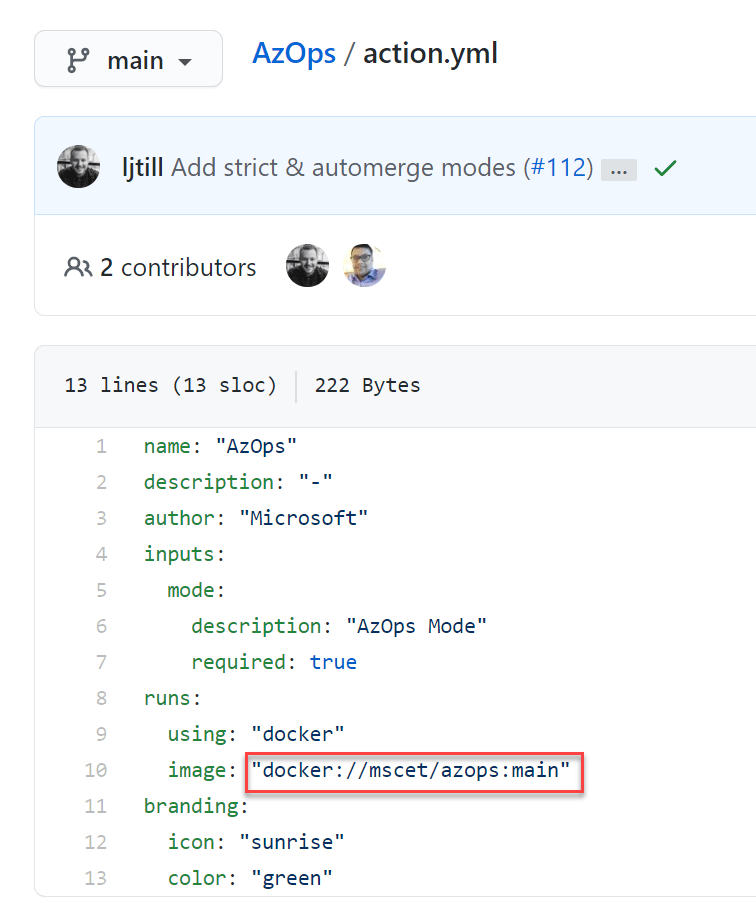 main AzOps / action.yml
ljtill Add strict & automerge modes (#112) ...
2 contributors
13 lines (13 sloc) 222 Bytes
1 name: "AzOps"
2 description: "-"
3 author: "Microsoft"
4 inputs:
5 mode:
6 description: "AzOps Mode"
7 required: true
8 runs:
9 using: "docker"
10 image: "docker://mscet/azops:main"
11 branding:
12 icon: "sunrise"
13 color: "green"